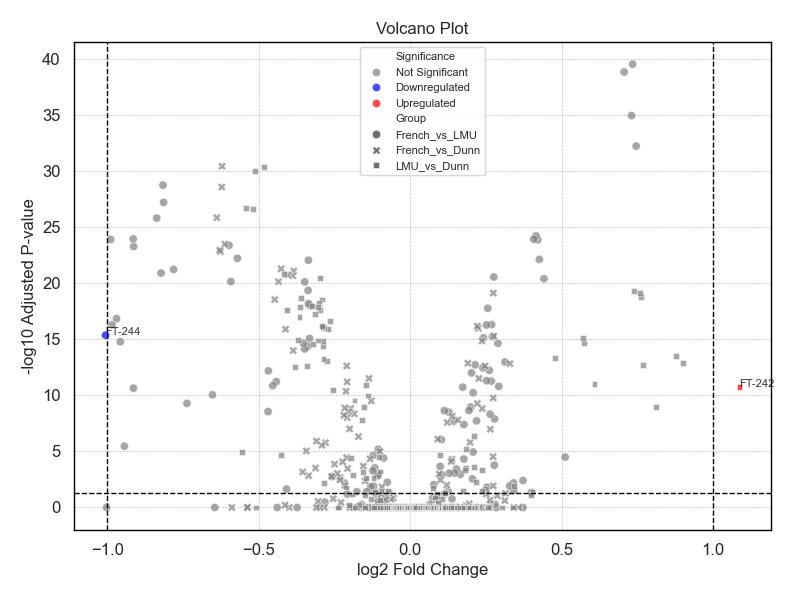 Volcano Plot
Significance
Not Significant
Downregulated
Upregulated
Group
French_vs_LMU
French_vs_Dunn
LMU_vs_Dunn
40
35
30
25
20
15
10
5
0
-log10 Adjusted P-value
FT-244
FT-242
−1.0
−0.5
0.0
0.5
1.0
log2 Fold Change